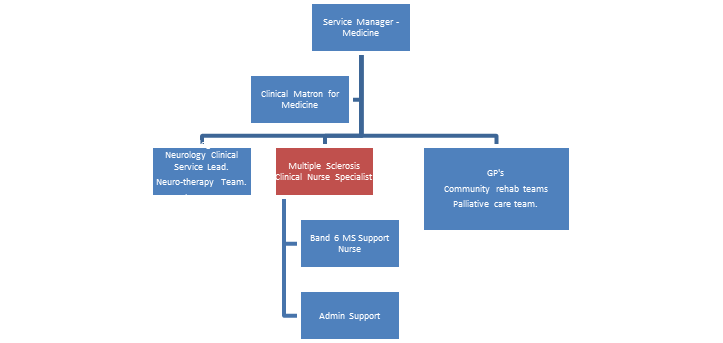 Service Manager -
Medicine
Clinical Matron for
Medicine
Neurology Clinical
Service Lead.
Neuro-therapy Team.
Multiple Sclerosis
Clinical Nurse Specialist
GP's
Community rehab teams
Palliative care team.
Band 6 MS Support
Nurse
Admin Support